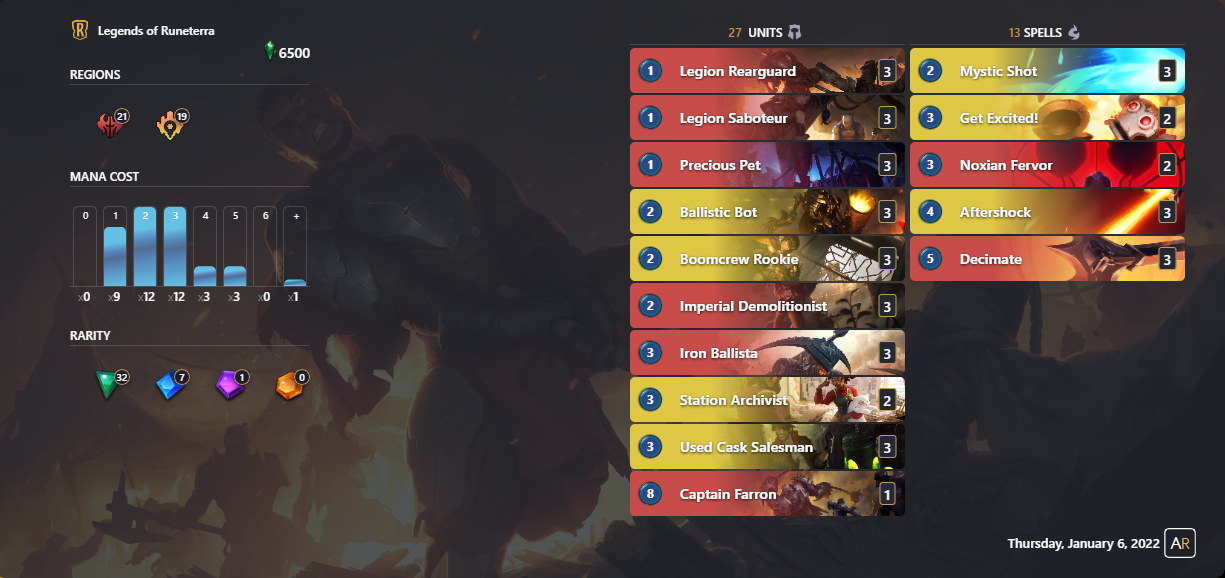 Legends of Runeterra
6500
REGIONS
21 19
MANA COST
0 1 2 3 4 5 6 +
x0 x9 x12 x12 x3 x3 x0 x1
RARITY
32 7 1 0
27 UNITS
1 Legion Rearguard 3
1 Legion Saboteur 3
1 Precious Pet 3
2 Ballistic Bot 3
2 Boomcrew Rookie 3
2 Imperial Demolitionist 3
3 Iron Ballista 3
3 Station Archivist 2
3 Used Cask Salesman 3
8 Captain Farron 1
13 SPELLS
2 Mystic Shot 3
3 Get Excited! 2
3 Noxian Fervor 2
4 Aftershock 3
5 Decimate 3
Thursday, January 6, 2022 AR